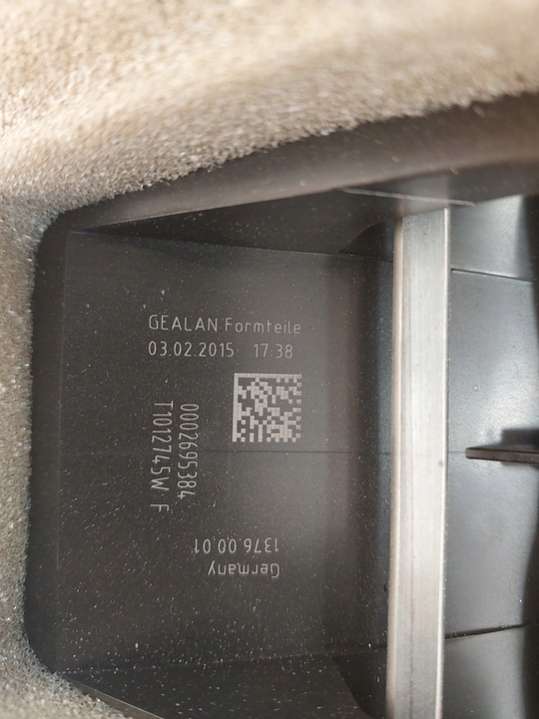 GEALAN Formteile
03.02.2015 17:38
0002695384
T1012745W F
1376.00.01
Germany